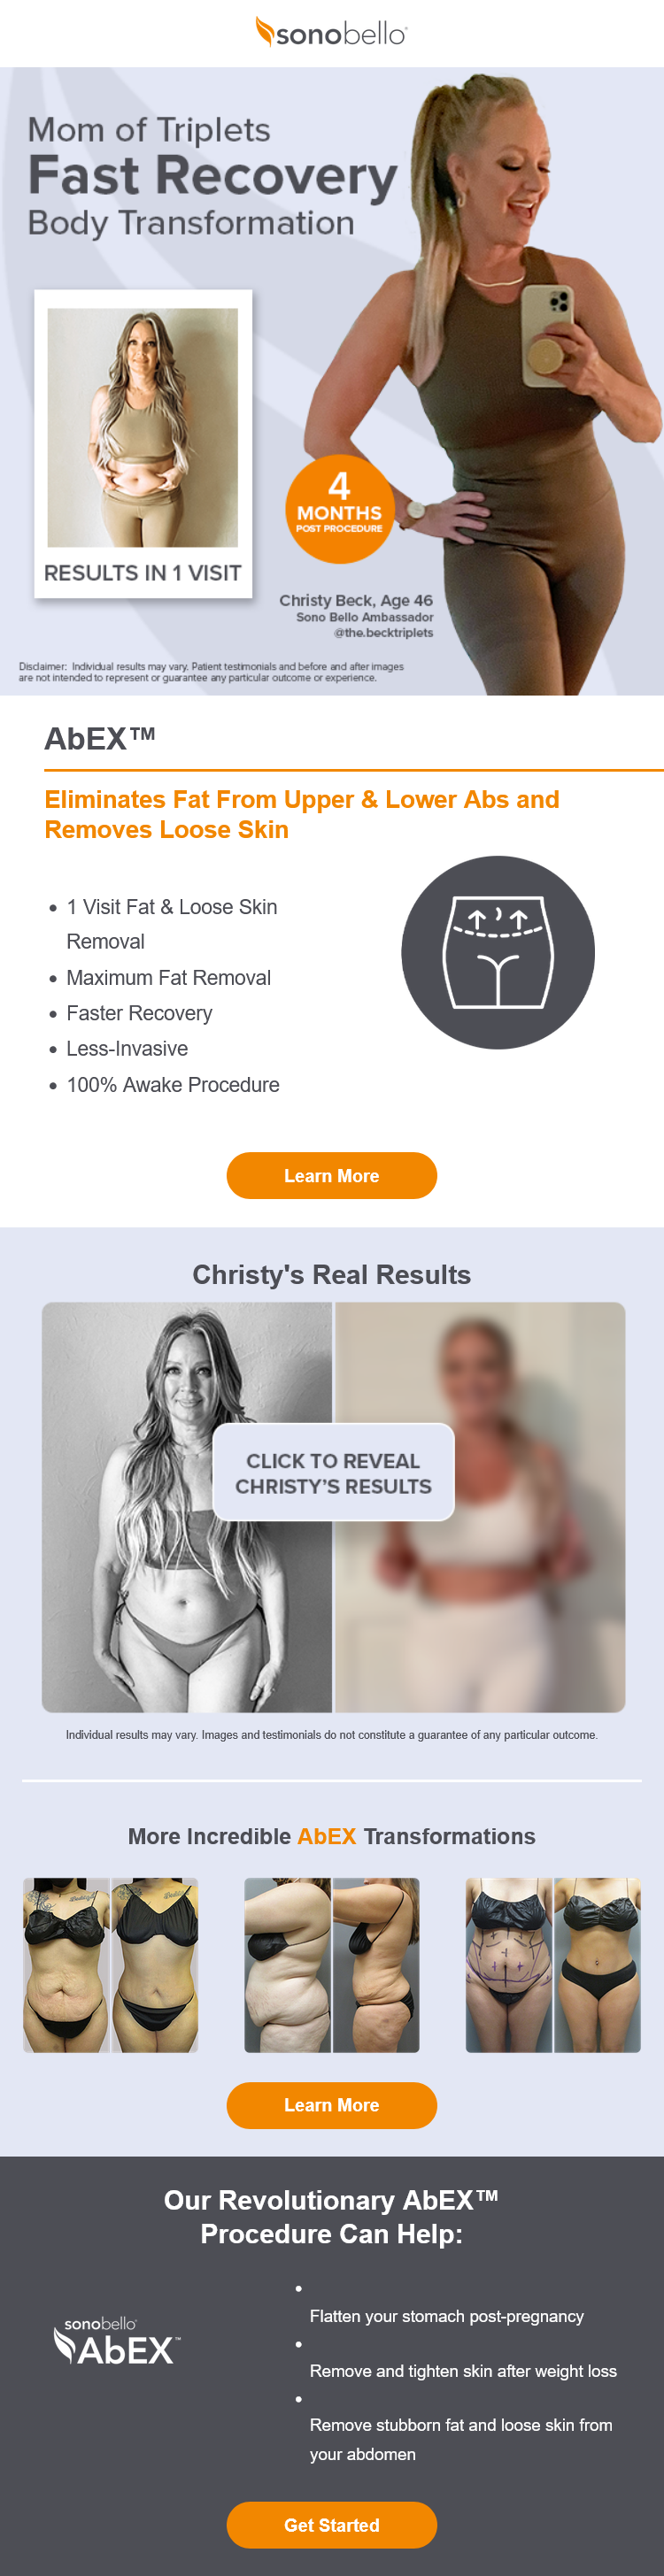 sonobello
Mom of Triplets
Fast Recovery
Body Transformation
RESULTS IN 1 VISIT
4
MONTHS
POST PROCEDURE
Christy Beck, Age 46
Sono Bello Ambassador
@the.becktriplets
Disclaimer: Individual results may vary. Patient testimonials and before and after images
are not intended to represent or guarantee any particular outcome or experience.
AbEX™
Eliminates Fat From Upper & Lower Abs and
Removes Loose Skin
• 1 Visit Fat & Loose Skin
Removal
• Maximum Fat Removal
• Faster Recovery
• Less-Invasive
• 100% Awake Procedure
Learn More
Christy's Real Results
CLICK TO REVEAL
CHRISTY'S RESULTS
Individual results may vary. Images and testimonials do not constitute a guarantee of any particular outcome.
More Incredible AbEX Transformations
Learn More
Our Revolutionary AbEX™
Procedure Can Help:
sonobello
AbEX™
• Flatten your stomach post-pregnancy
• Remove and tighten skin after weight loss
• Remove stubborn fat and loose skin from
your abdomen
Get Started